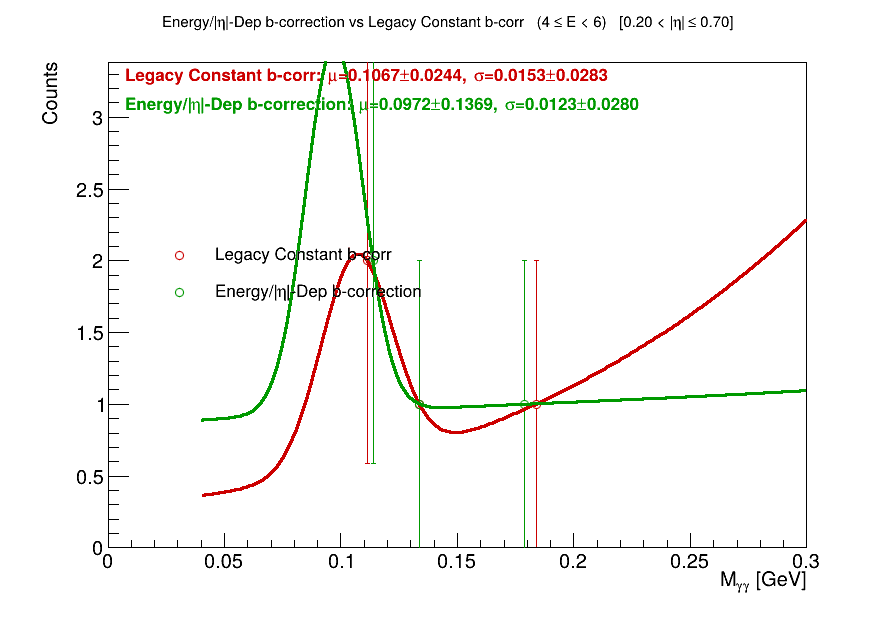 Energy/|η|-Dep b-correction vs Legacy Constant b-corr (4 ≤ E < 6) [0.20 < |η| ≤ 0.70]
Counts
Legacy Constant b-corr: μ=0.1067±0.0244, σ=0.0153±0.0283
Energy/|η|-Dep b-correction: μ=0.0972±0.1369, σ=0.0123±0.0280
3
2.5
2
1.5
1
0.5
0
Legacy Constant b-corr
Energy/|η|-Dep b-correction
0 0.05 0.1 0.15 0.2 0.25 0.3
Mγγ [GeV]